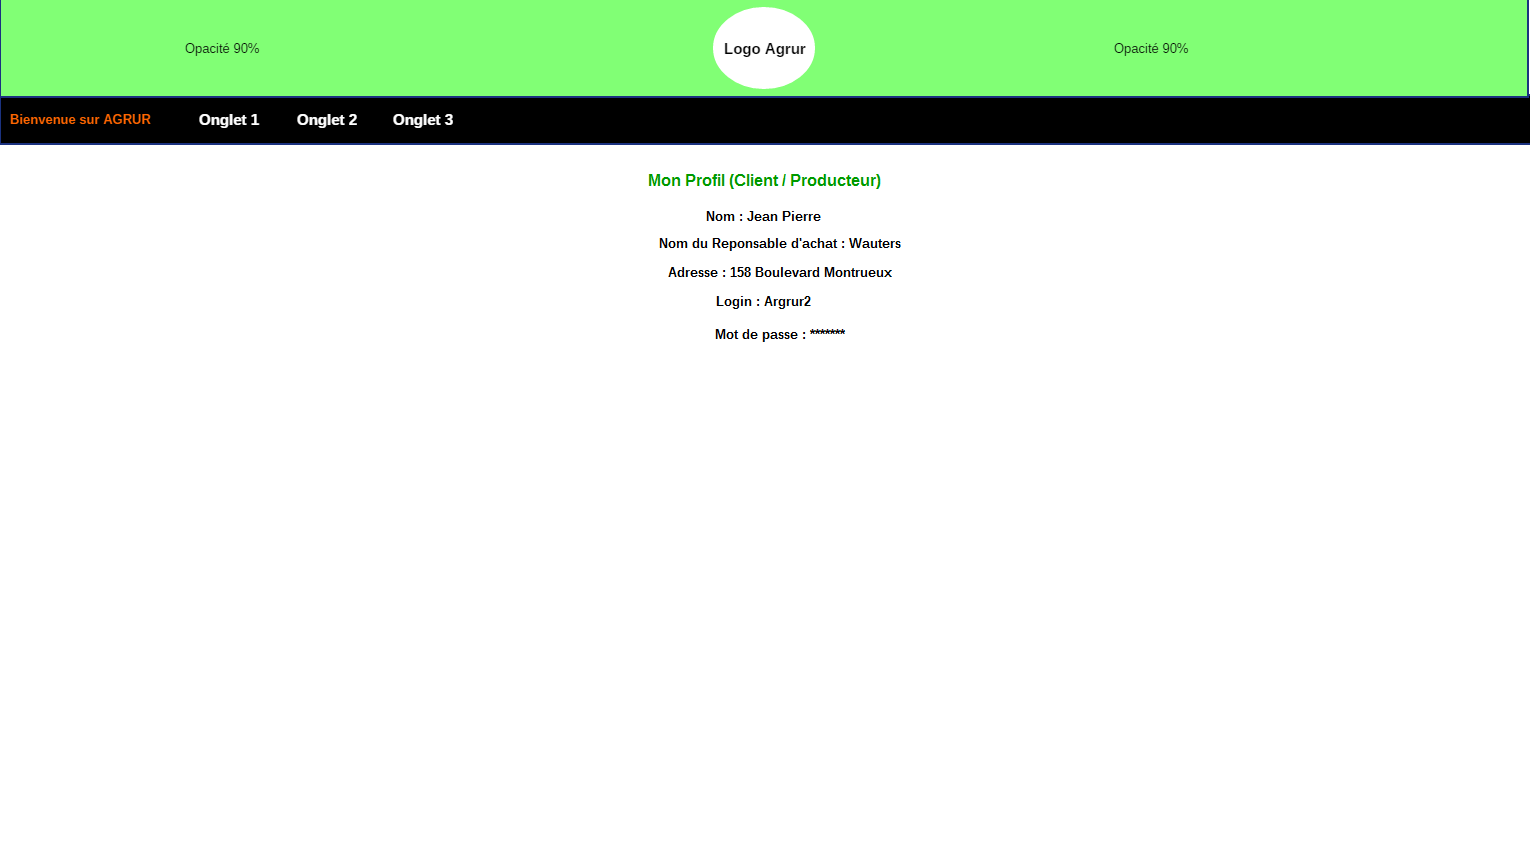 Opacité 90% Logo Agrur Opacité 90%
Bienvenue sur AGRUR Onglet 1 Onglet 2 Onglet 3
Mon Profil (Client / Producteur)
Nom : Jean Pierre
Nom du Reponsable d'achat : Wauters
Adresse : 158 Boulevard Montrueux
Login : Argrur2
Mot de passe : *******